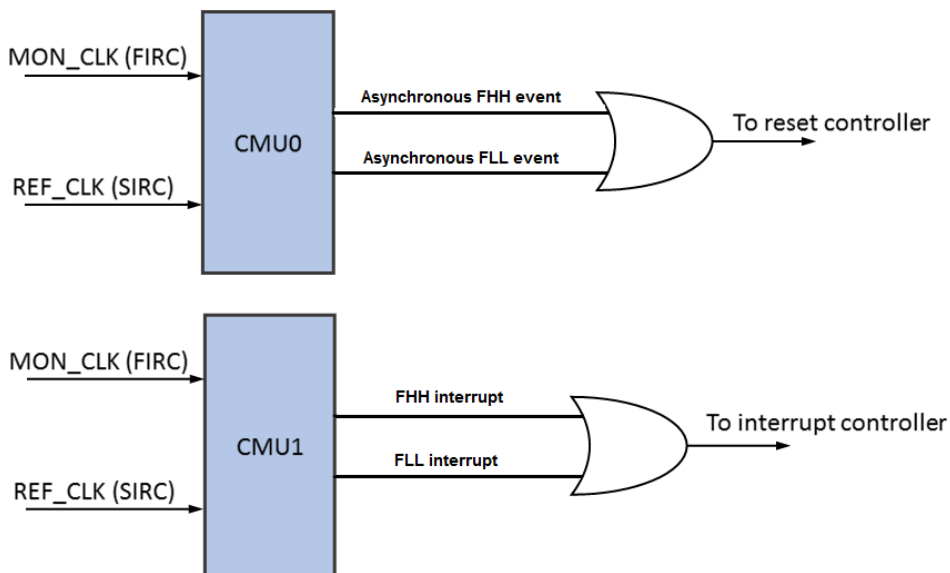 MON_CLK (FIRC)
Asynchronous FHH event
To reset controller
CMU0
Asynchronous FLL event
REF_CLK (SIRC)
MON_CLK (FIRC)
FHH interrupt
To interrupt controller
CMU1
FLL interrupt
REF_CLK (SIRC)